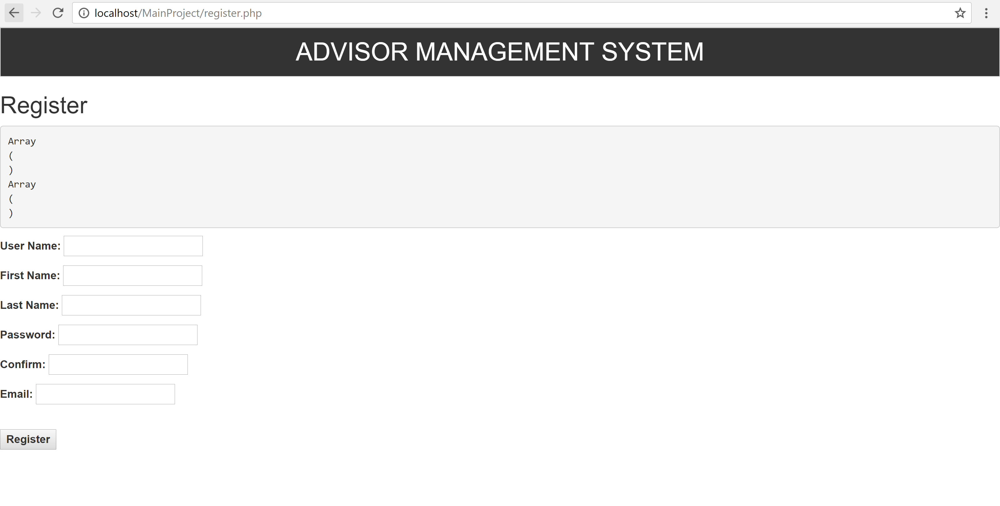 localhost/MainProject/register.php
ADVISOR MANAGEMENT SYSTEM
Register
Array
(
)
Array
(
)
User Name:
First Name:
Last Name:
Password:
Confirm:
Email:
Register